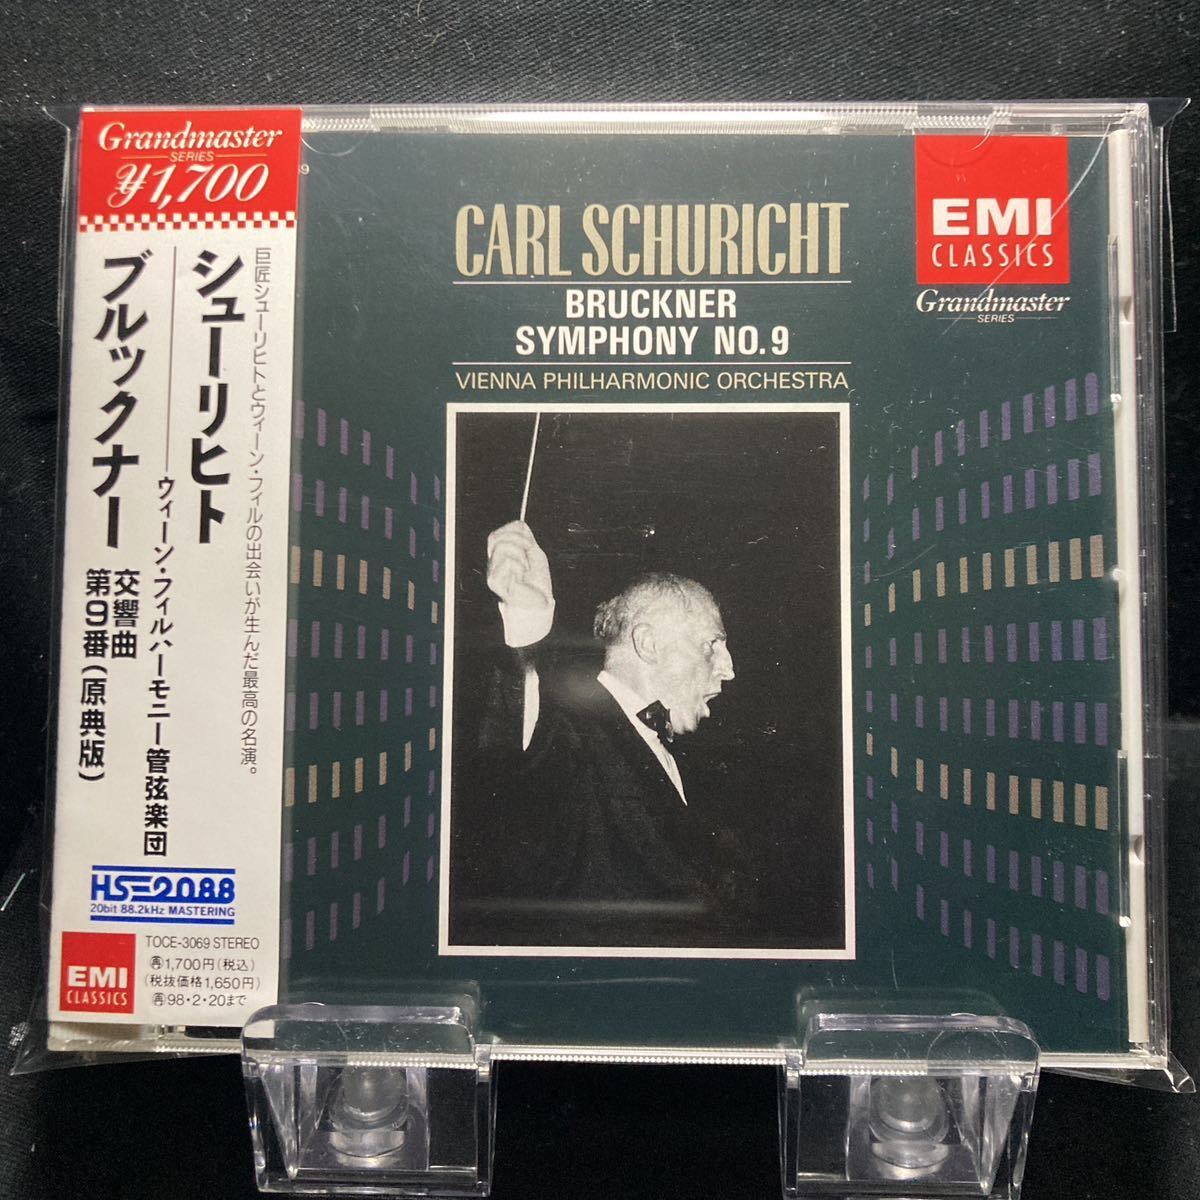 Grandmaster
SERIES
¥1,700
巨匠シューリヒトとウィーン・フィルの出会いが生んだ最高の名演。
シューリヒト
ウィーン・フィルハーモニー管弦楽団
ブルックナー
交響曲
第9番(原典版)
HS-2088
20bit 88.2kHz MASTERING
TOCE-3069 STEREO
EMI
CLASSICS
㋐1,700円(税込)
(税抜価格1,650円)
98・2・20まで
9
CARL SCHURICHT
BRUCKNER
SYMPHONY NO.9
VIENNA PHILHARMONIC ORCHESTRA
EMI
CLASSICS
Grandmaster
SERIES